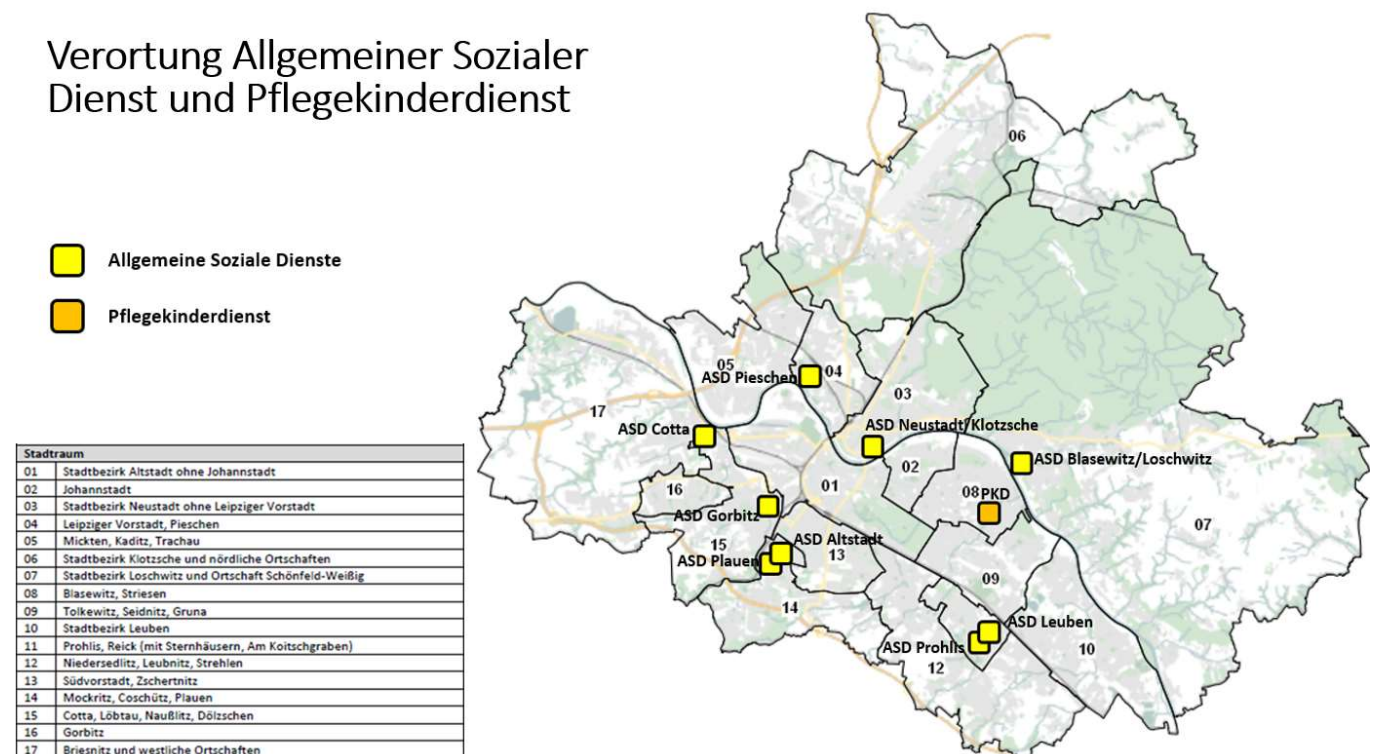 Verortung Allgemeiner Sozialer
Dienst und Pflegekinderdienst
Allgemeine Soziale Dienste
Pflegekinderdienst
Stadtraum
01 Stadtbezirk Altstadt ohne Johannstadt
02 Johannstadt
03 Stadtbezirk Neustadt ohne Leipziger Vorstadt
04 Leipziger Vorstadt, Pieschen
05 Mickten, Kaditz, Trachau
06 Stadtbezirk Klotzsche und nördliche Ortschaften
07 Stadtbezirk Loschwitz und Ortschaft Schönfeld-Weißig
08 Blasewitz, Striesen
09 Tolkewitz, Seidnitz, Gruna
10 Stadtbezirk Leuben
11 Prohlis, Reick (mit Sternhäusern, Am Koitschgraben)
12 Niedersedlitz, Leubnitz, Strehlen
13 Südvorstadt, Zschertnitz
14 Mockritz, Coschütz, Plauen
15 Cotta, Löbtau, Naußlitz, Dölzschen
16 Gorbitz
17 Briesnitz und westliche Ortschaften
06
05
04
ASD Pieschen
03
17
ASD Cotta
ASD Neustadt/Klotzsche
02
ASD Blasewitz/Loschwitz
16
01
08 PKD
ASD Gorbitz
07
15
ASD Altstadt
13
ASD Plauen
09
14
ASD Leuben
ASD Prohlis
10
12